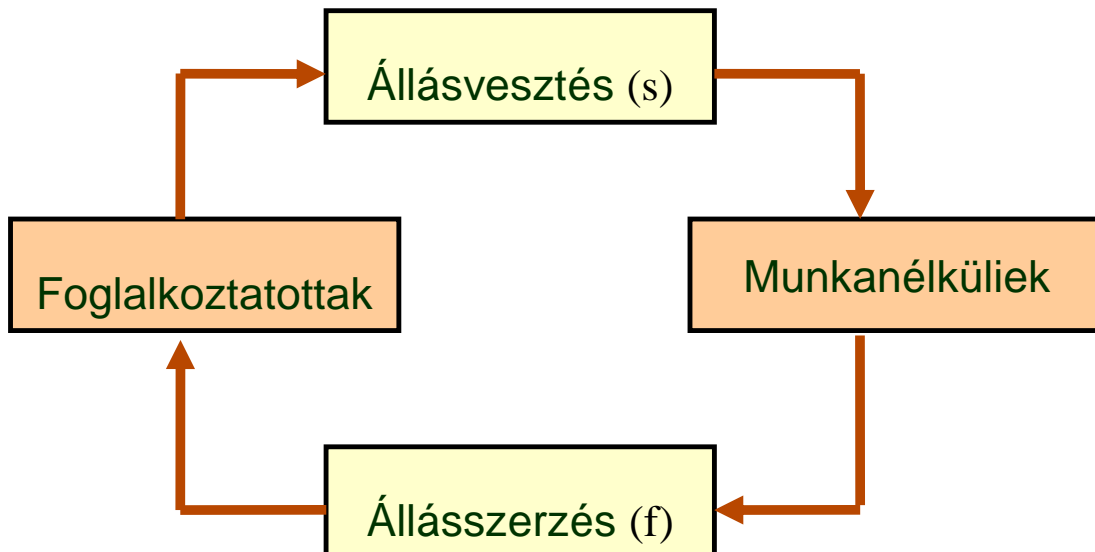 Állásvesztés (s)
Foglalkoztatottak
Munkanélküliek
Állásszerzés (f)